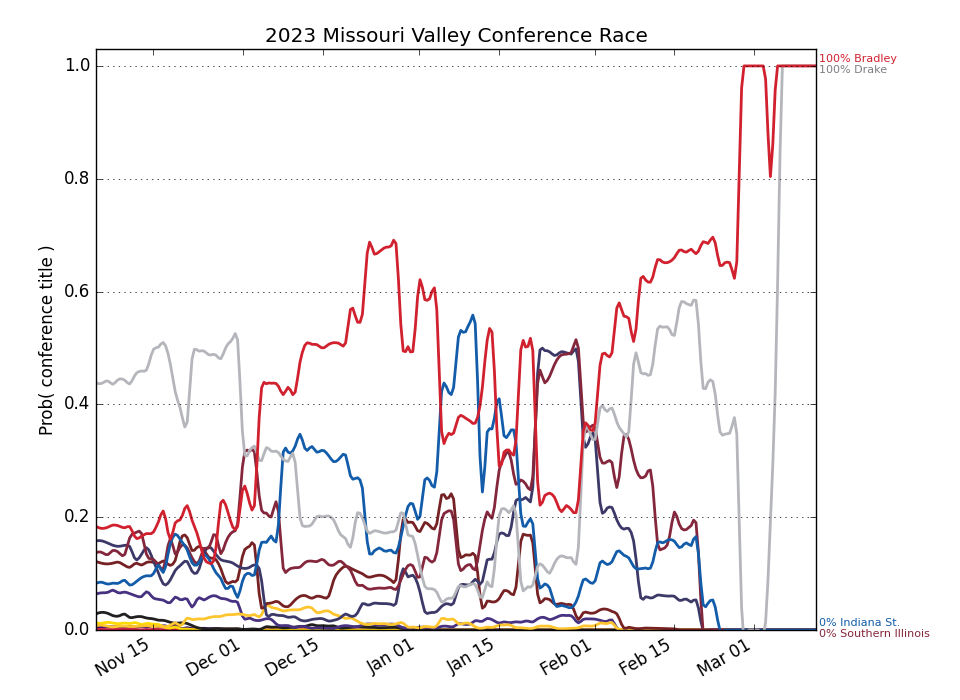 2023 Missouri Valley Conference Race
Prob( conference title )
1.0
0.8
0.6
0.4
0.2
0.0
Nov 15
Dec 01
Dec 15
Jan 01
Jan 15
Feb 01
Feb 15
Mar 01
100% Bradley
100% Drake
0% Indiana St.
0% Southern Illinois